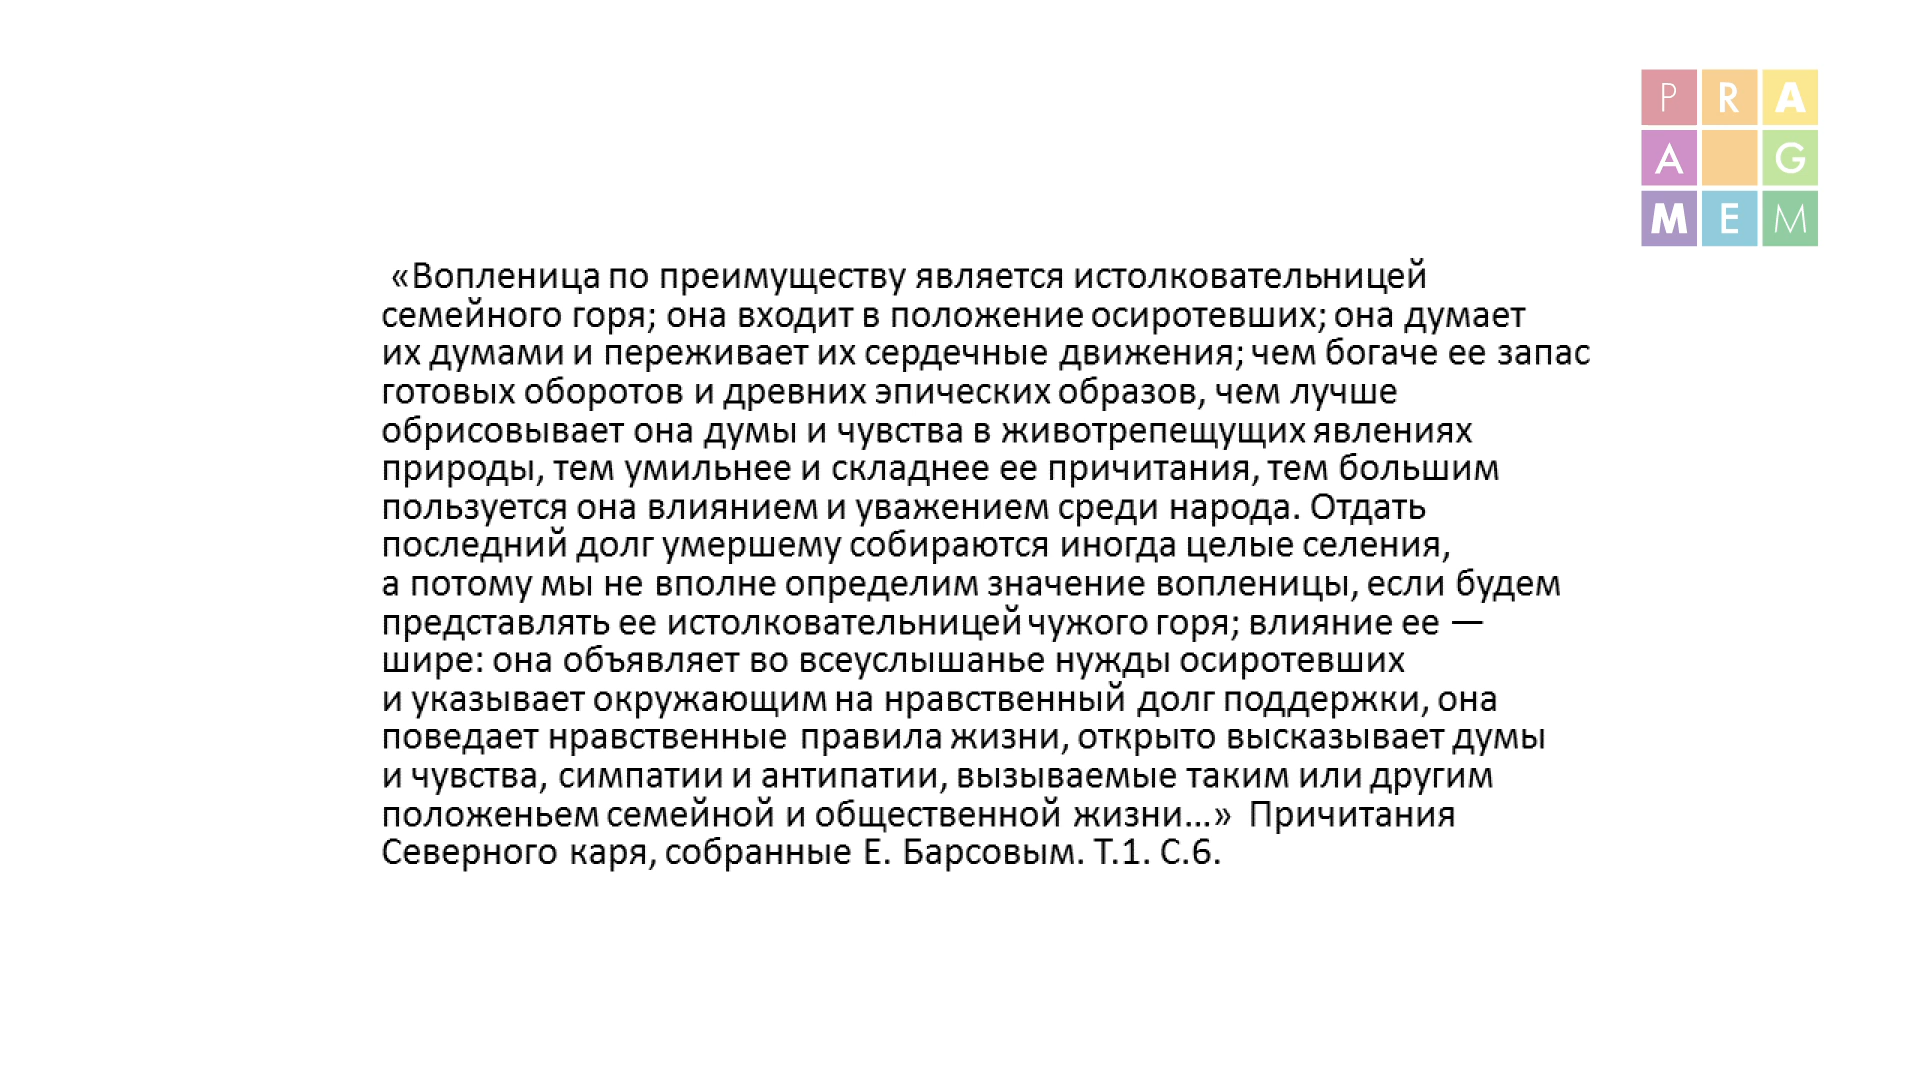 P R A
A G
M E M
«Вопленица по преимуществу является истолковательницей
семейного горя; она входит в положение осиротевших; она думает
их думами и переживает их сердечные движения; чем богаче ее запас
готовых оборотов и древних эпических образов, чем лучше
обрисовывает она думы и чувства в животрепещущих явлениях
природы, тем умильнее и складнее ее причитания, тем большим
пользуется она влиянием и уважением среди народа. Отдать
последний долг умершему собираются иногда целые селения,
а потому мы не вполне определим значение вопленицы, если будем
представлять ее истолковательницей чужого горя; влияние ее —
шире: она объявляет во всеуслышанье нужды осиротевших
и указывает окружающим на нравственный долг поддержки, она
поведает нравственные правила жизни, открыто высказывает думы
и чувства, симпатии и антипатии, вызываемые таким или другим
положеньем семейной и общественной жизни…» Причитания
Северного каря, собранные Е. Барсовым. Т.1. С.6.